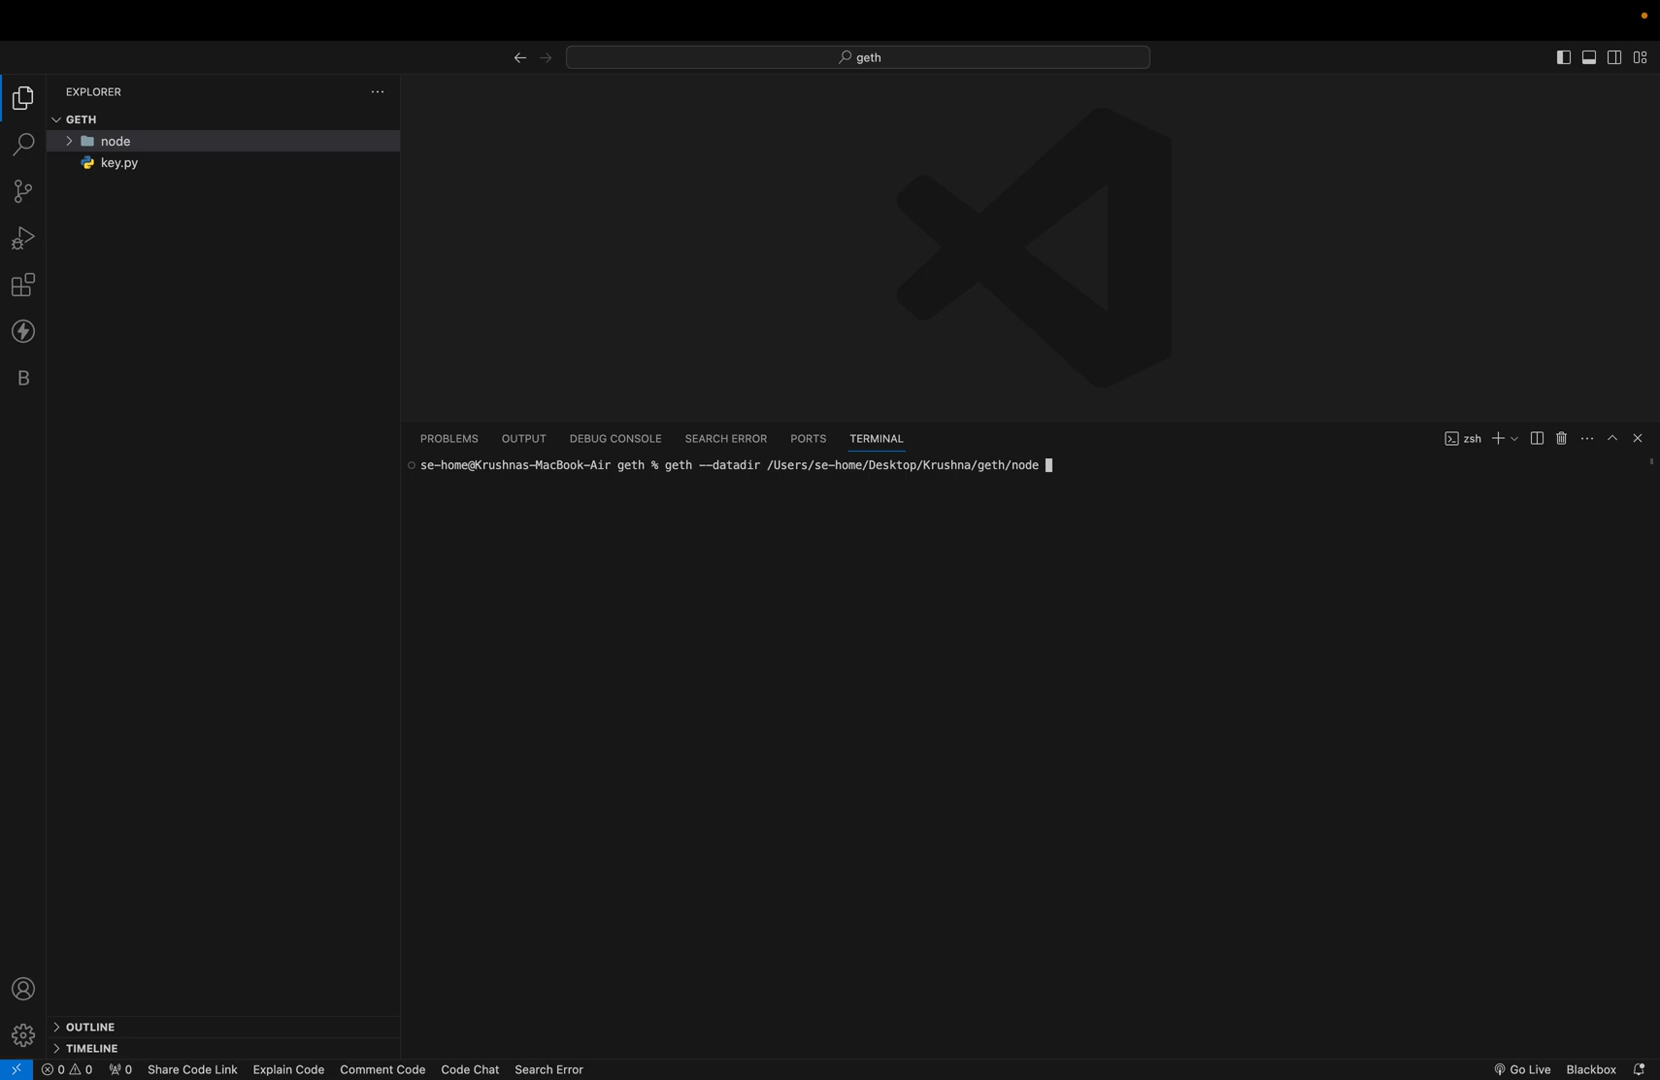 geth
EXPLORER
GETH
node
key.py
B
PROBLEMS OUTPUT DEBUG CONSOLE SEARCH ERROR PORTS TERMINAL
zsh
se-home@Krushnas-MacBook-Air geth % geth --datadir /Users/se-home/Desktop/Krushna/geth/node
OUTLINE
TIMELINE
0 0 0 Share Code Link Explain Code Comment Code Code Chat Search Error Go Live Blackbox